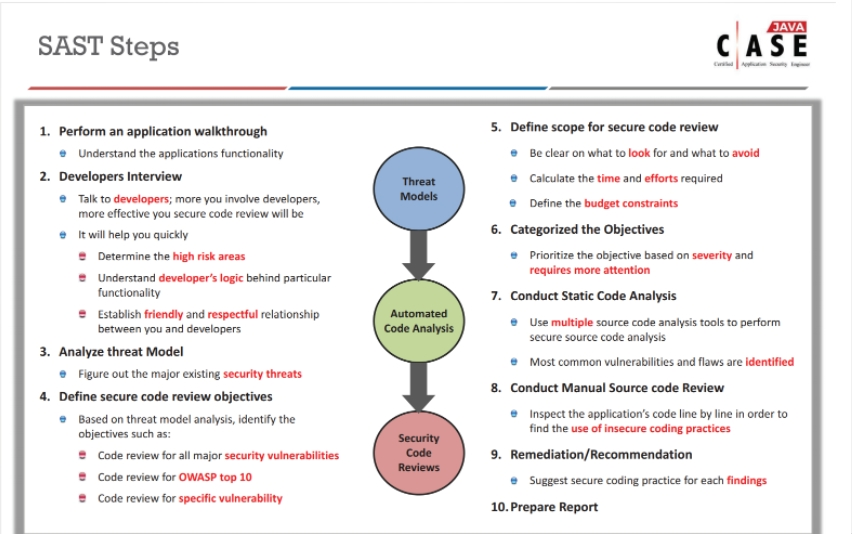 SAST Steps
JAVA
CASE
Certified Application Security Engineer
1. Perform an application walkthrough
Understand the applications functionality
2. Developers Interview
Talk to developers; more you involve developers,
more effective you secure code review will be
It will help you quickly
Determine the high risk areas
Understand developer's logic behind particular
functionality
Establish friendly and respectful relationship
between you and developers
3. Analyze threat Model
Figure out the major existing security threats
4. Define secure code review objectives
Based on threat model analysis, identify the
objectives such as:
Code review for all major security vulnerabilities
Code review for OWASP top 10
Code review for specific vulnerability
Threat
Models
Automated
Code Analysis
Security
Code
Reviews
5. Define scope for secure code review
Be clear on what to look for and what to avoid
Calculate the time and efforts required
Define the budget constraints
6. Categorized the Objectives
Prioritize the objective based on severity and
requires more attention
7. Conduct Static Code Analysis
Use multiple source code analysis tools to perform
secure source code analysis
Most common vulnerabilities and flaws are identified
8. Conduct Manual Source code Review
Inspect the application's code line by line in order to
find the use of insecure coding practices
9. Remediation/Recommendation
Suggest secure coding practice for each findings
10. Prepare Report